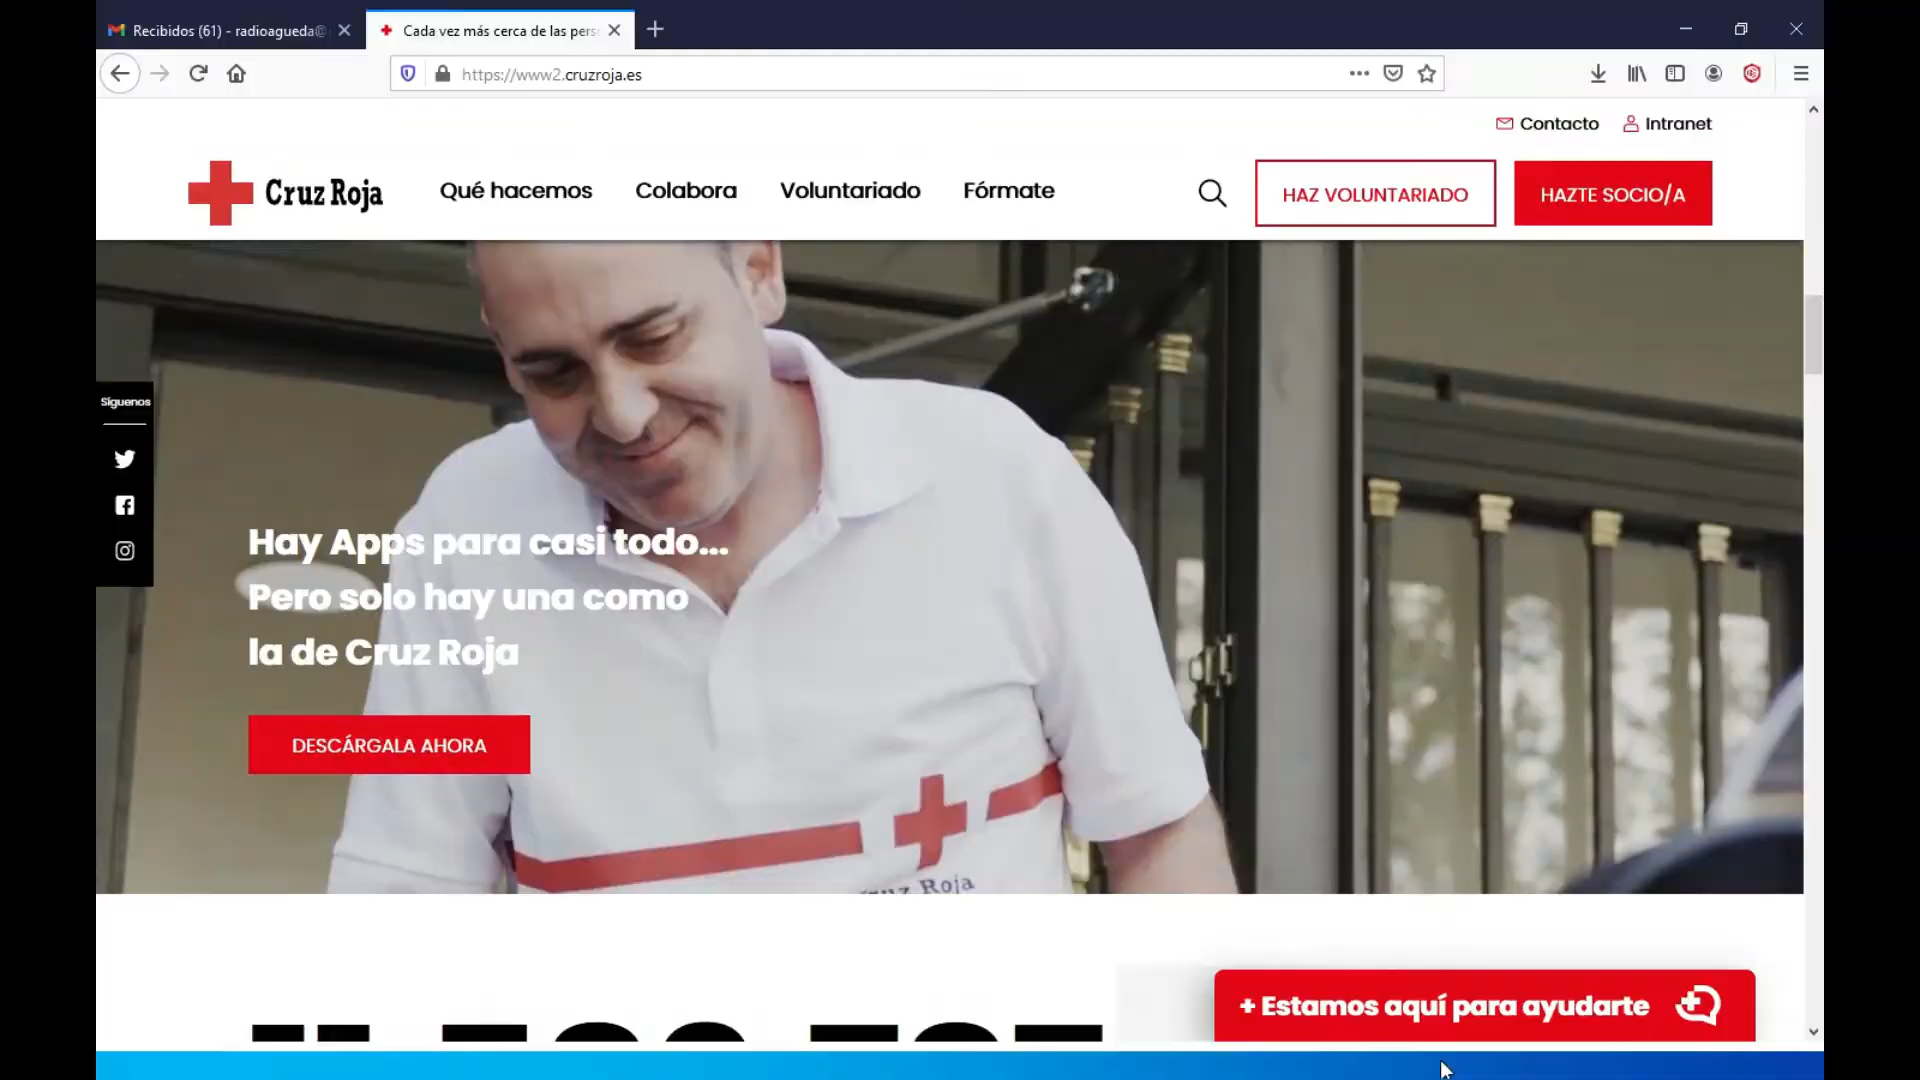 Recibidos (61) - radioagueda@
Cada vez más cerca de las pers
https://www2.cruzroja.es
Contacto
Intranet
Cruz Roja
Qué hacemos
Colabora
Voluntariado
Fórmate
HAZ VOLUNTARIADO
HAZTE SOCIO/A
Síguenos
Hay Apps para casi todo...
Pero solo hay una como
la de Cruz Roja
DESCÁRGALA AHORA
Cruz Roja
+ Estamos aquí para ayudarte